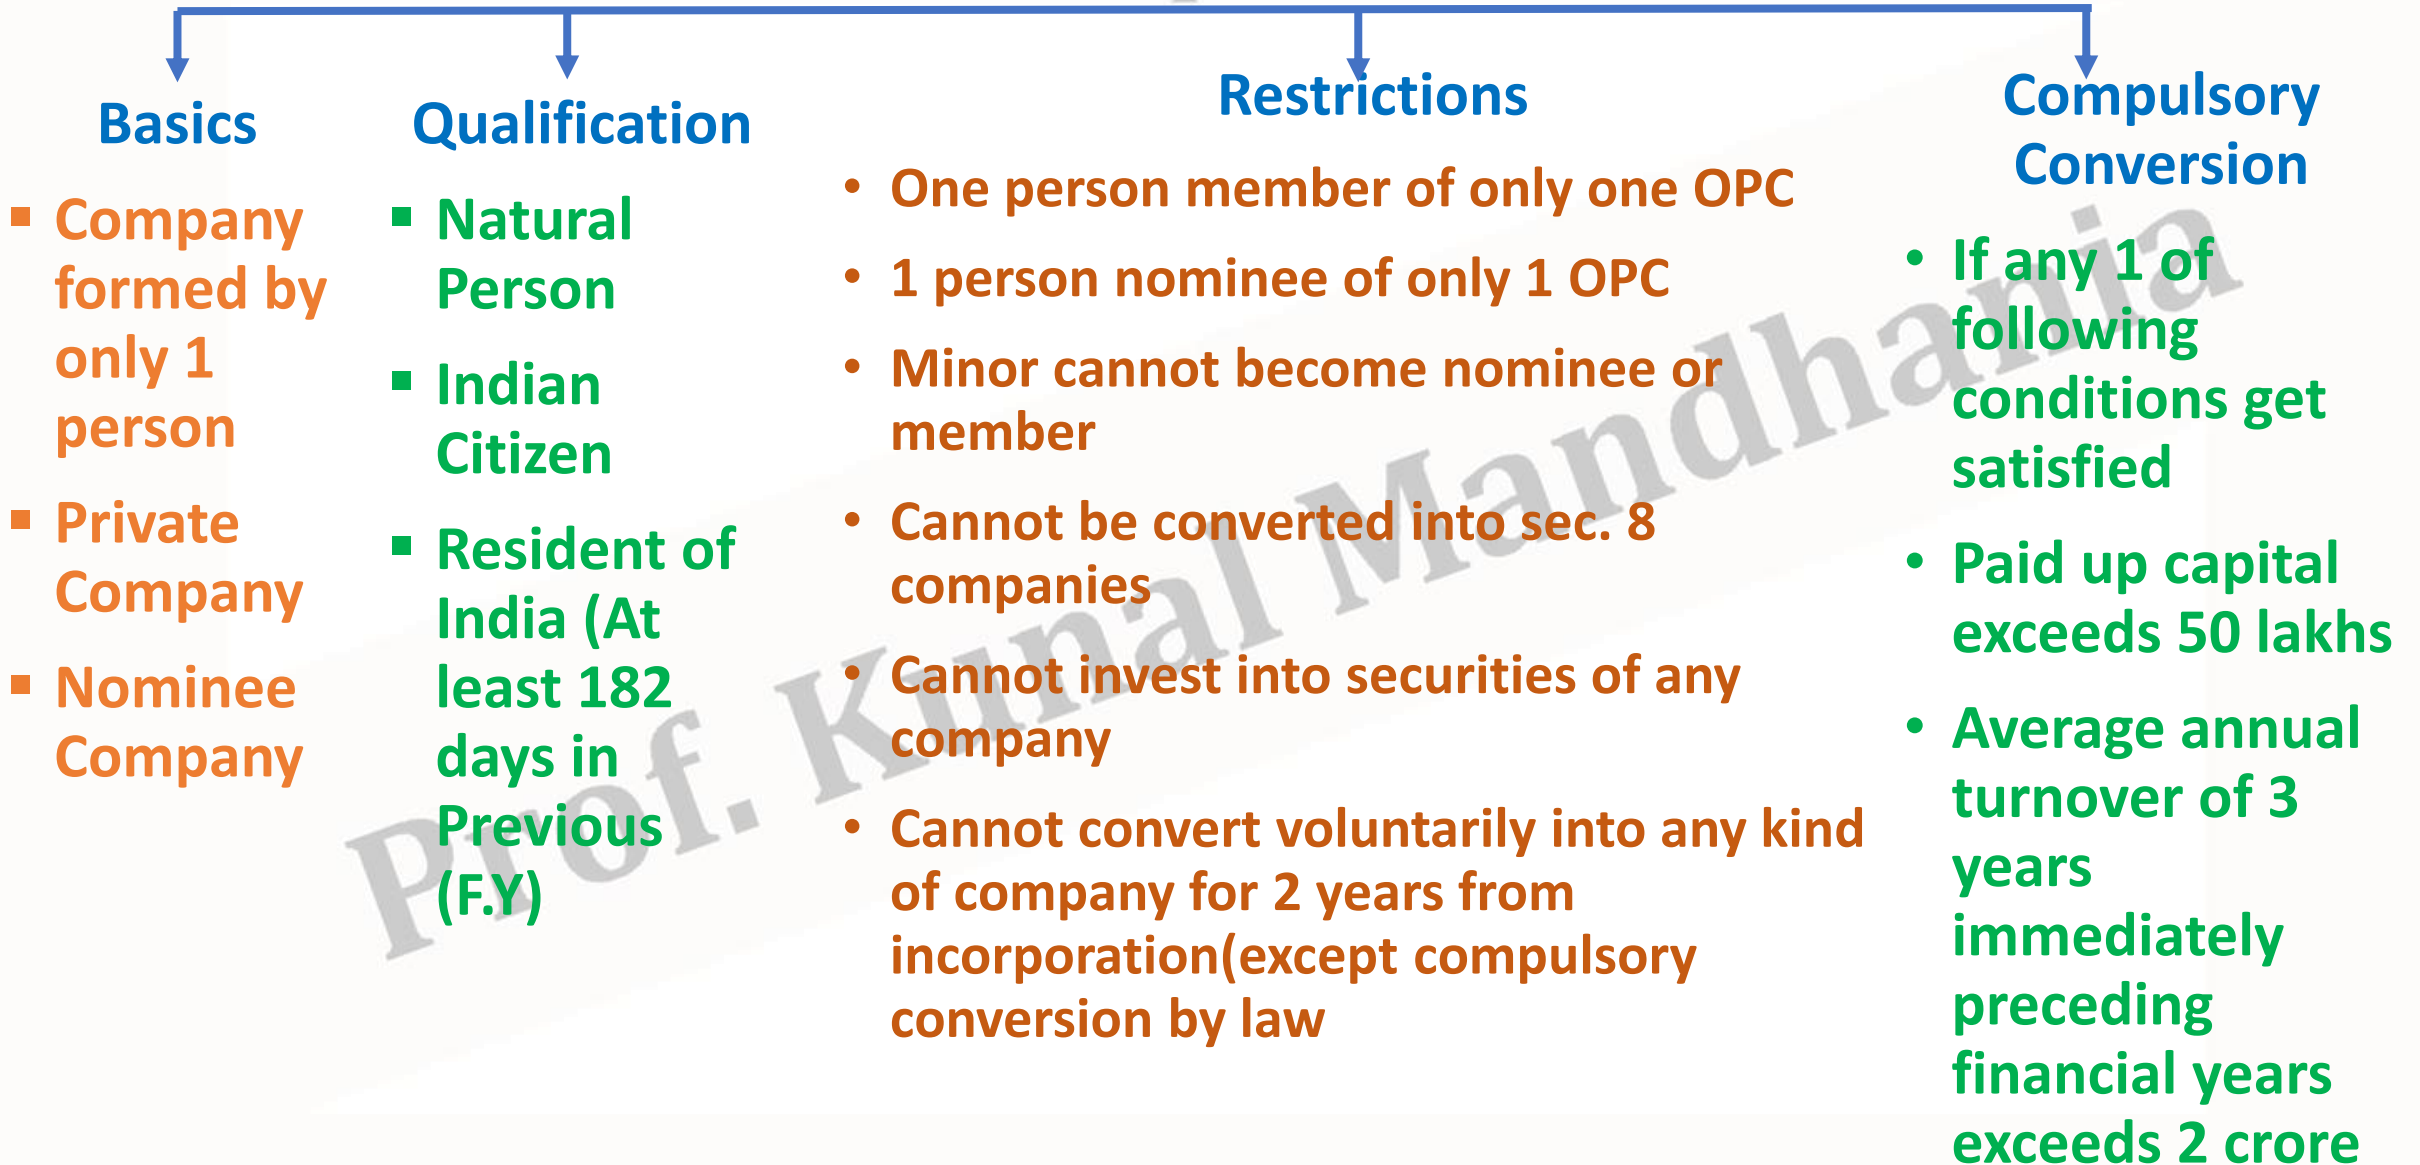 Basics
Company
formed by
only 1
person
Private
Company
Nominee
Company
Qualification
Natural
Person
Indian
Citizen
Resident of
India (At
least 182
days in
Previous
(F.Y)
Restrictions
One person member of only one OPC
1 person nominee of only 1 OPC
Minor cannot become nominee or
member
Cannot be converted into sec. 8
companies
Cannot invest into securities of any
company
Cannot convert voluntarily into any kind
of company for 2 years from
incorporation(except compulsory
conversion by law
Compulsory
Conversion
If any 1 of
following
conditions get
satisfied
Paid up capital
exceeds 50 lakhs
Average annual
turnover of 3
years
immediately
preceding
financial years
exceeds 2 crore
Prof. Kunal Mandhania